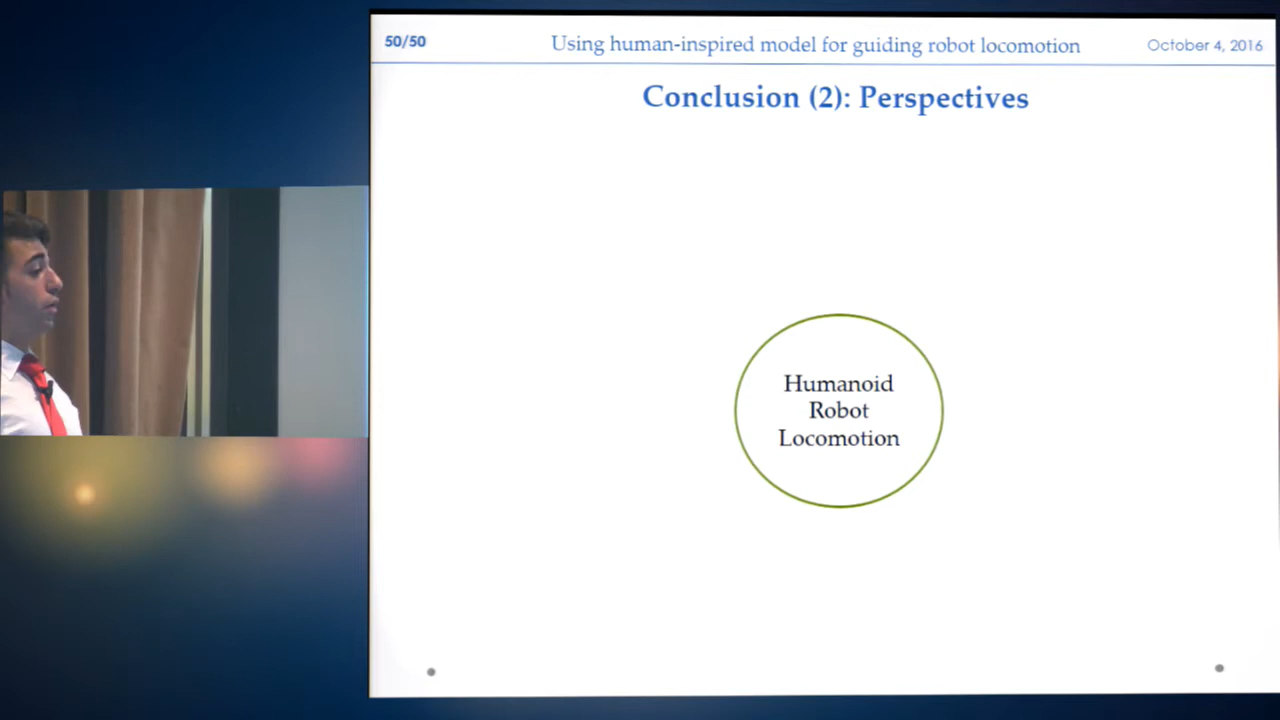 50/50
Using human-inspired model for guiding robot locomotion
October 4, 2016
Conclusion (2): Perspectives
Humanoid
Robot
Locomotion